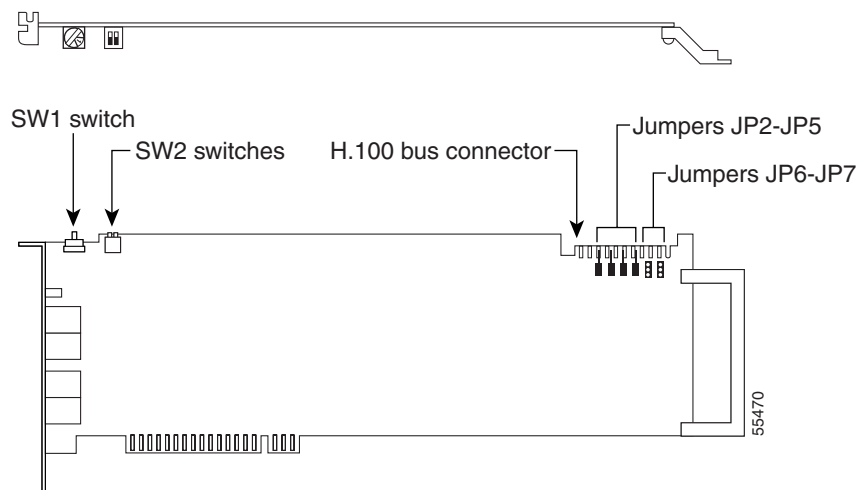 SW1 switch
SW2 switches
H.100 bus connector
Jumpers JP2-JP5
Jumpers JP6-JP7
55470